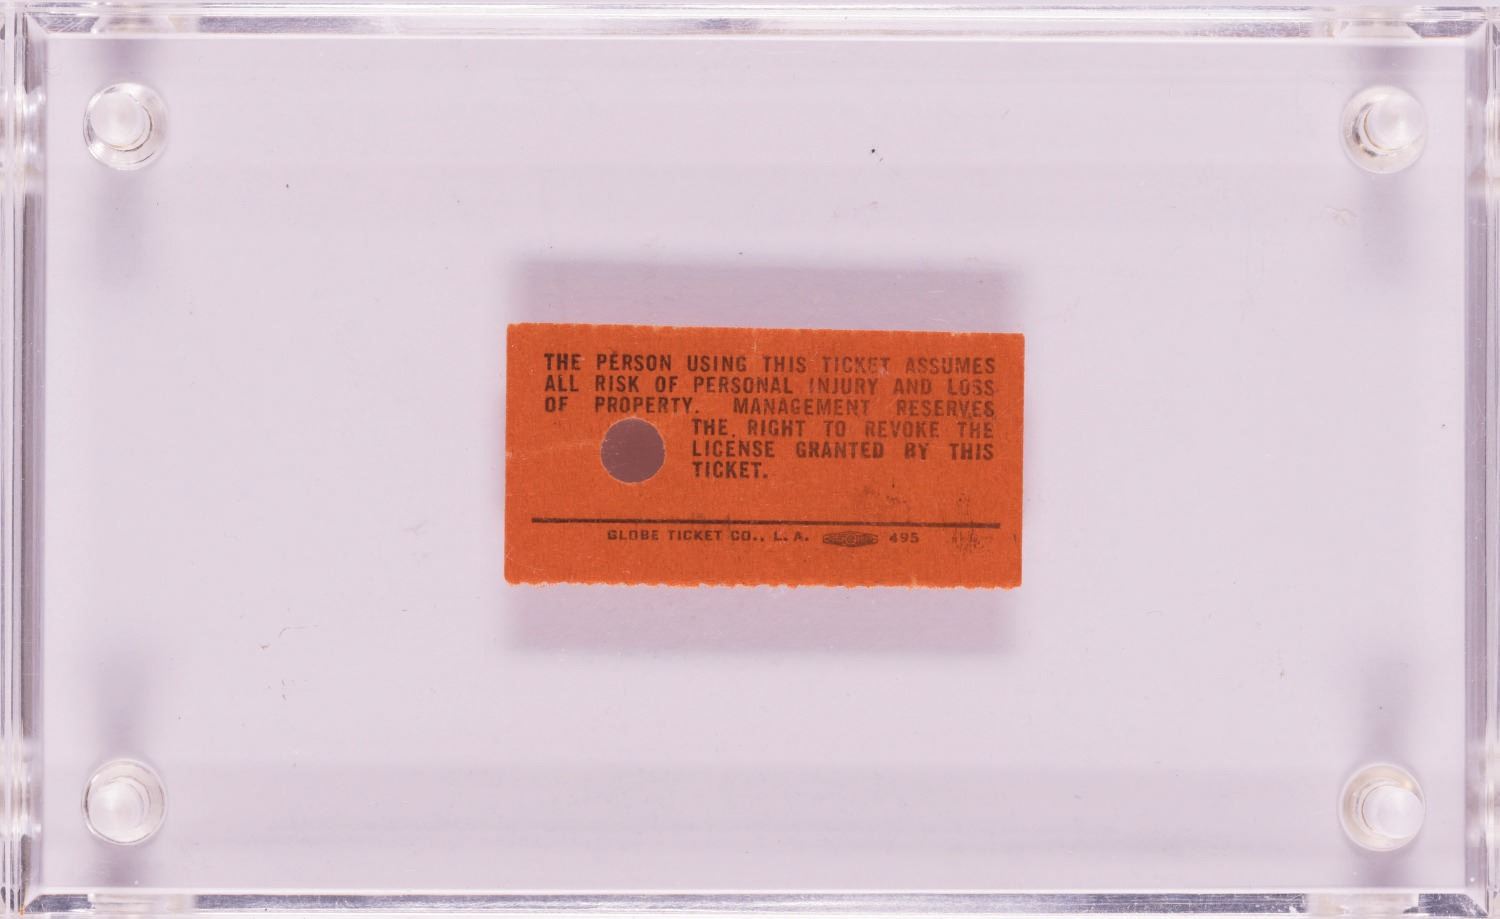 THE PERSON USING THIS TICKET ASSUMES
ALL RISK OF PERSONAL INJURY AND LOSS
OF PROPERTY. MANAGEMENT RESERVES
THE RIGHT TO REVOKE THE
LICENSE GRANTED BY THIS
TICKET.
GLOBE TICKET CO., L. A. 495